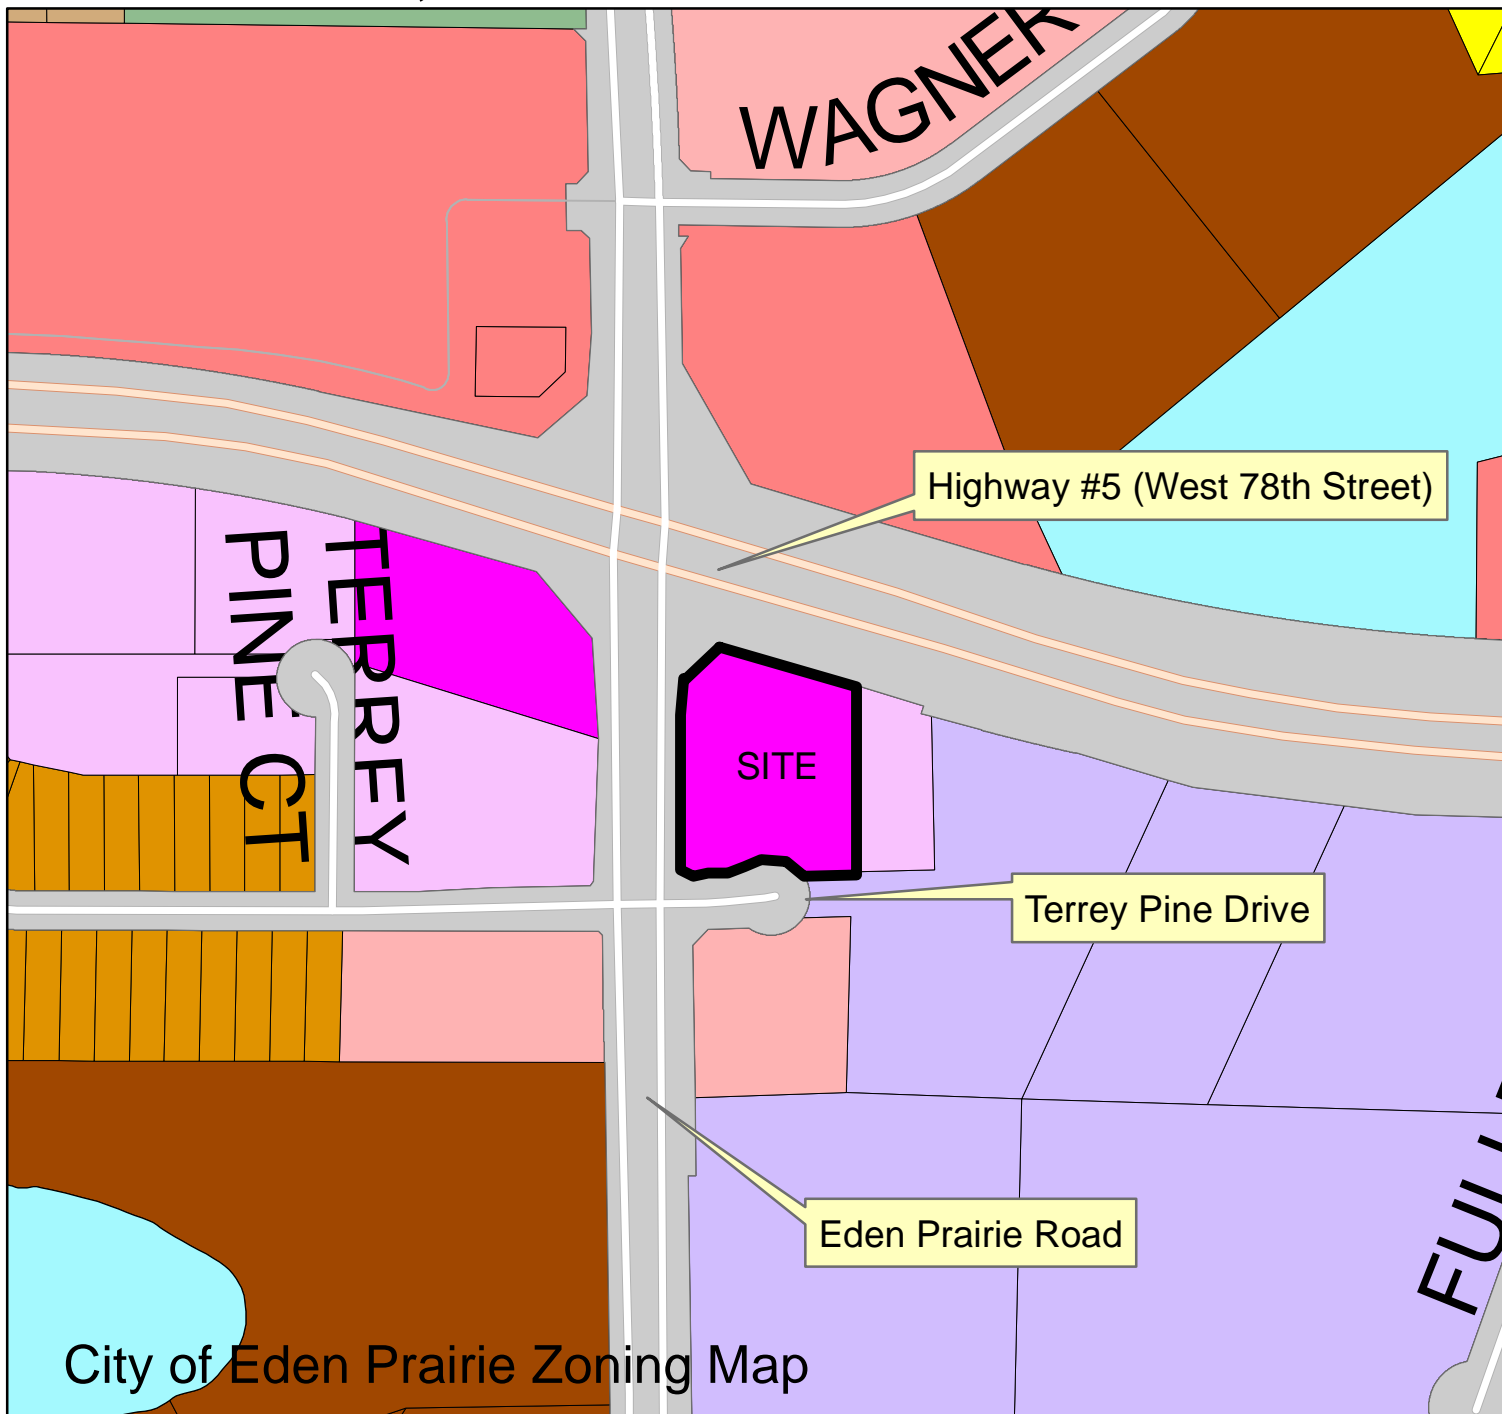 WAGNER
Highway #5 (West 78th Street)
TERREY
PINE CT
SITE
Terrey Pine Drive
Eden Prairie Road
City of Eden Prairie Zoning Map